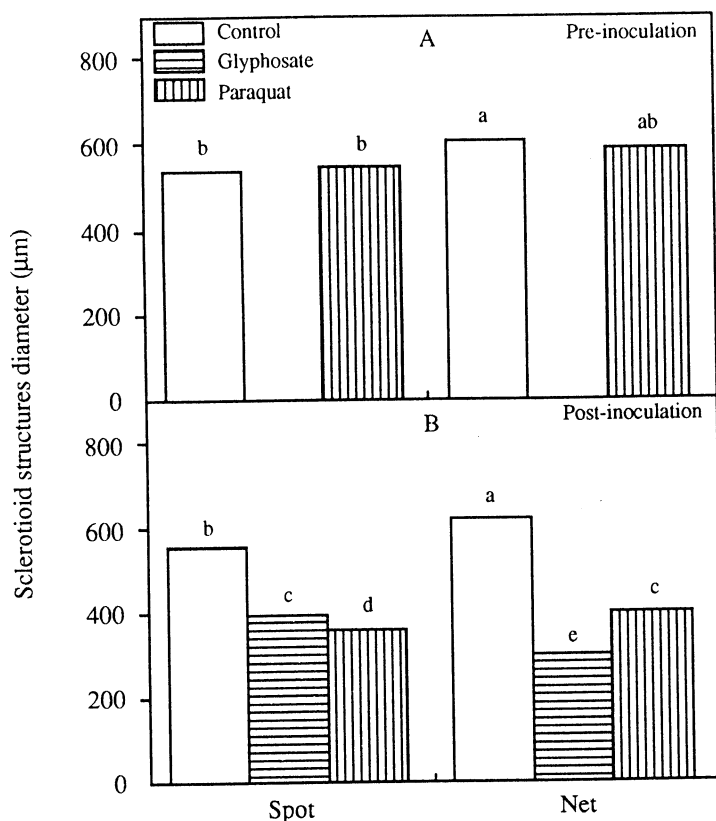 Control
A
Pre-inoculation
Glyphosate
Paraquat
800
600
400
200
0
b
b
a
ab
Sclerotioid structures diameter (µm)
B
Post-inoculation
800
600
400
200
0
b
c
d
a
e
c
Spot
Net